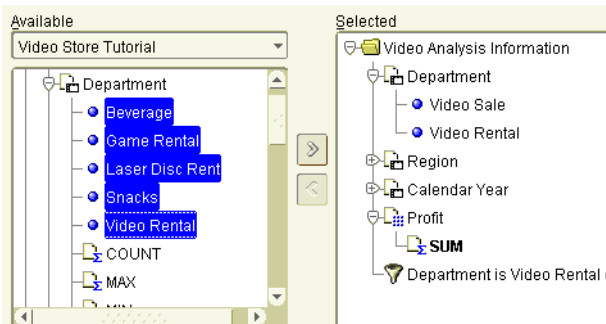 Available
Video Store Tutorial
Department
Beverage
Game Rental
Laser Disc Rent
Snacks
Video Rental
COUNT
MAX
MIN
Selected
Video Analysis Information
Department
Video Sale
Video Rental
Region
Calendar Year
Profit
SUM
Department is Video Rental